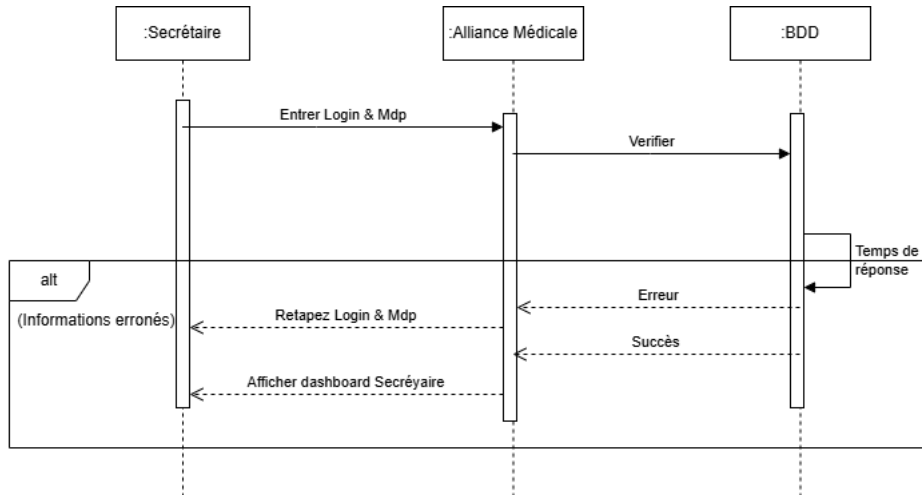 :Secrétaire
:Alliance Médicale
:BDD
Entrer Login & Mdp
Verifier
Temps de
réponse
alt
(Informations erronés)
Erreur
Retapez Login & Mdp
Succès
Afficher dashboard Secréyaire